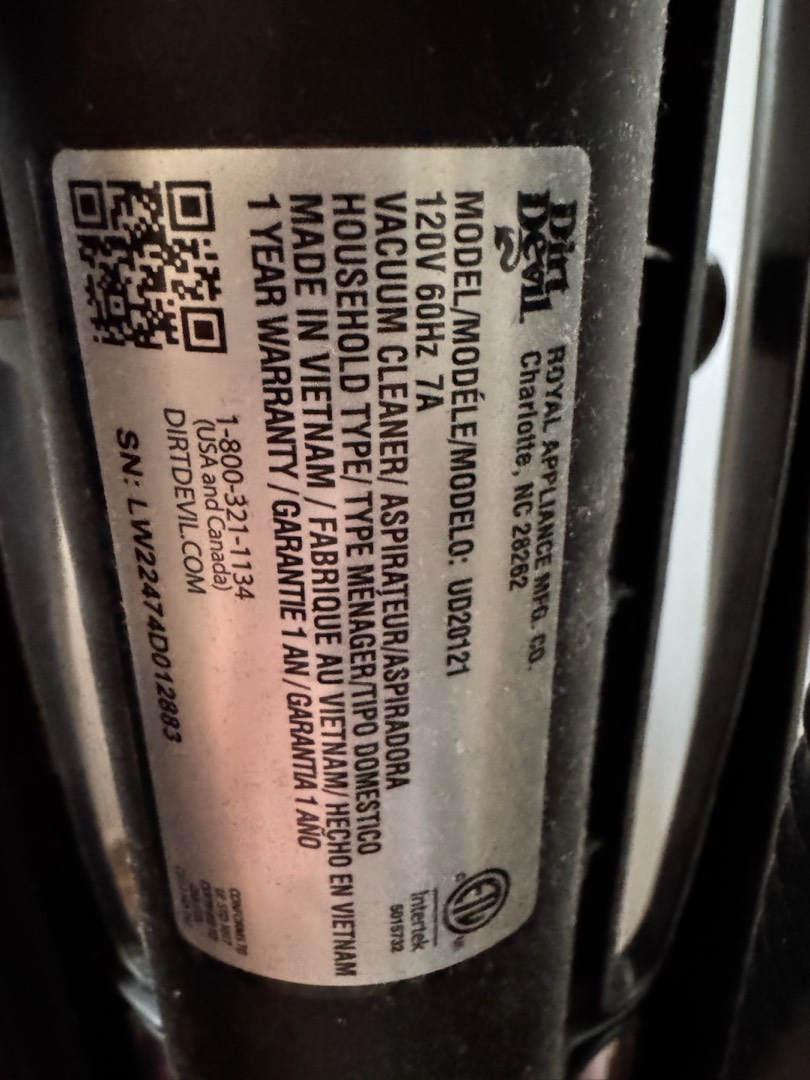 Dirt
Devil
ROYAL APPLIANCE MFG. CO.
Charlotte, NC 28262
MODEL/MODÉLE/MODELO: UD20121
120V 60Hz 7A
VACUUM CLEANER/ ASPIRATEUR/ASPIRADORA
HOUSEHOLD TYPE/ TYPE MÉNAGER/TIPO DOMESTICO
MADE IN VIETNAM / FABRIQUE AU VIETNAM/ HECHO EN VIETNAM
1 YEAR WARRANTY / GARANTIE 1 AN / GARANTIA 1 AÑO
ETL
Intertek
5015732
1-800-321-1134
(USA and Canada)
DIRTDEVIL.COM
SN: LW22474D012883
CONFORMS TO